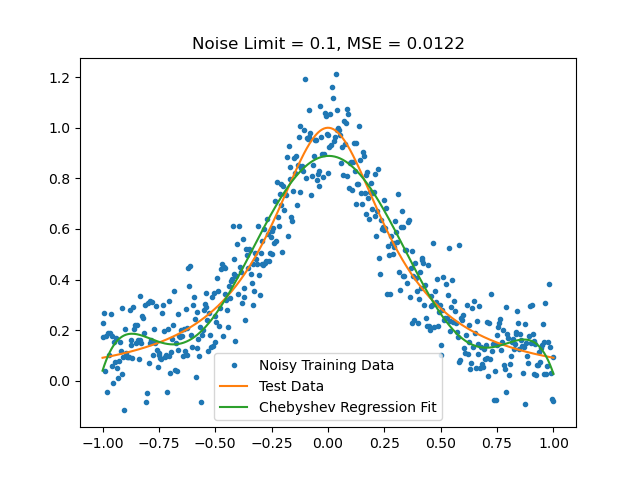 Noise Limit = 0.1, MSE = 0.0122
1.2
1.0
0.8
0.6
0.4
0.2
0.0
Noisy Training Data
Test Data
Chebyshev Regression Fit
−1.00 −0.75 −0.50 −0.25 0.00 0.25 0.50 0.75 1.00